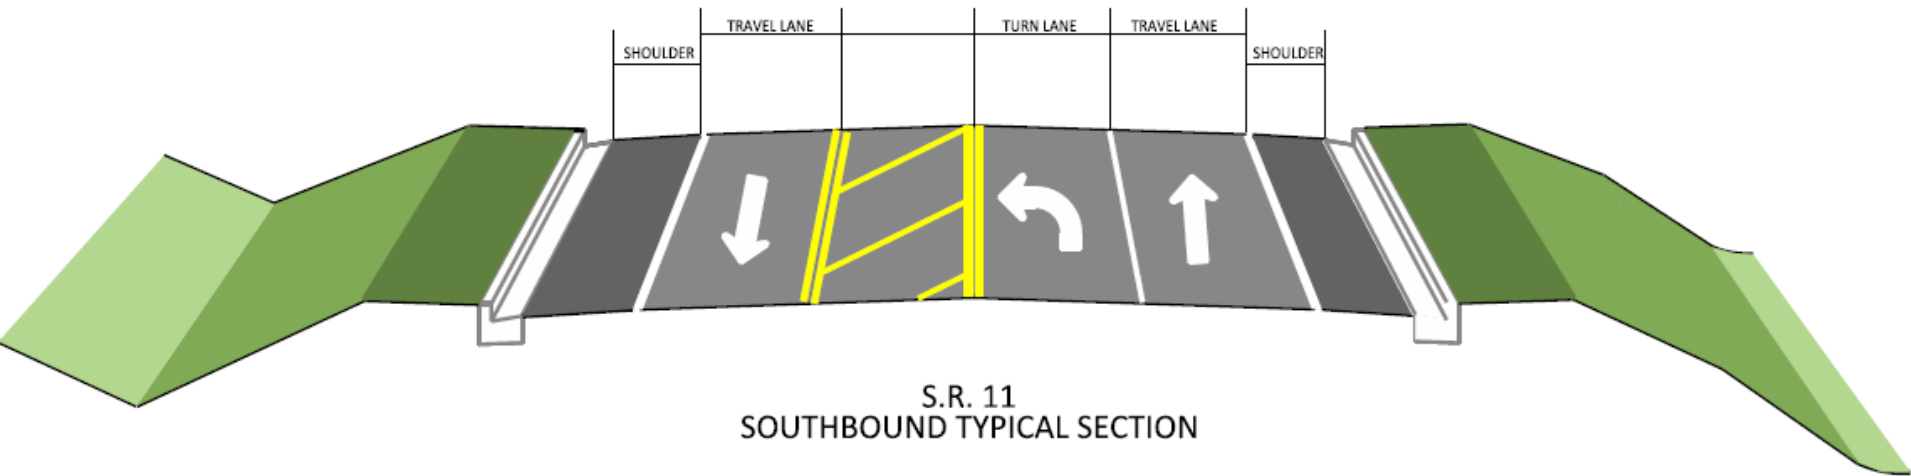 TRAVEL LANE
TURN LANE
TRAVEL LANE
SHOULDER
SHOULDER
S.R. 11
SOUTHBOUND TYPICAL SECTION